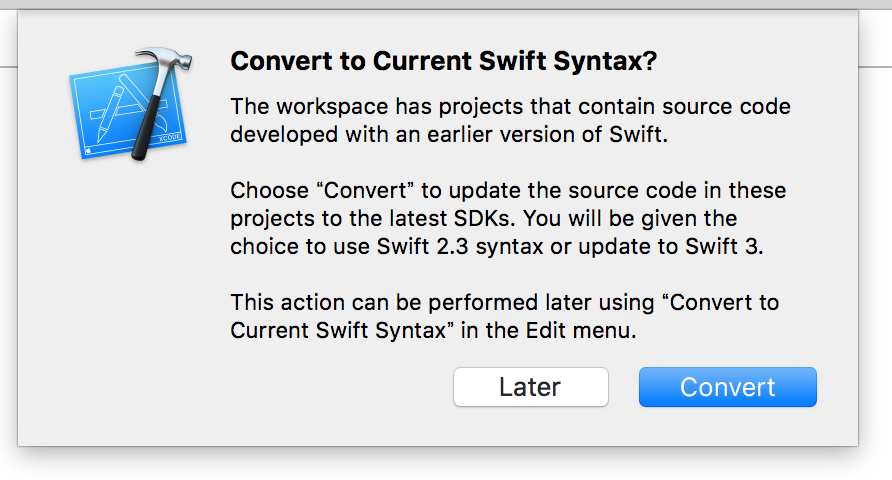 Convert to Current Swift Syntax?
The workspace has projects that contain source code
developed with an earlier version of Swift.
Choose “Convert” to update the source code in these
projects to the latest SDKs. You will be given the
choice to use Swift 2.3 syntax or update to Swift 3.
This action can be performed later using “Convert to
Current Swift Syntax” in the Edit menu.
XCODE
Later
Convert